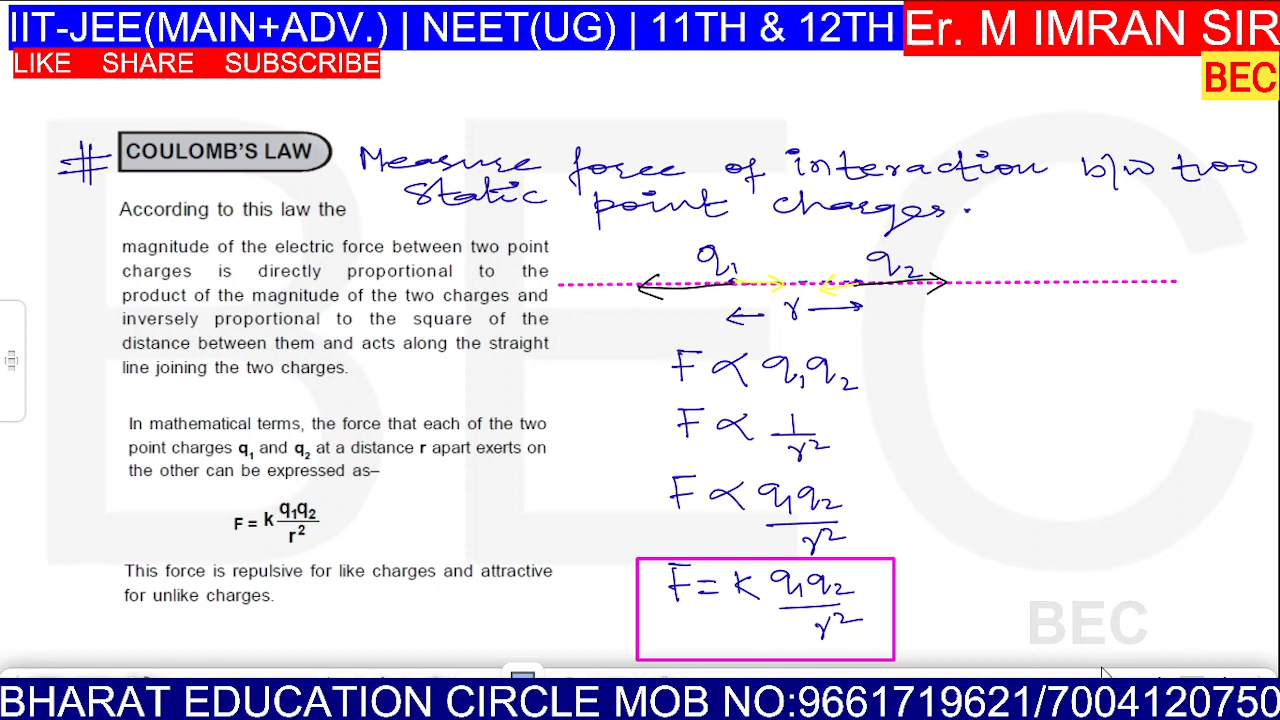 IIT-JEE(MAIN+ADV.) | NEET(UG) | 11TH & 12TH Er. M IMRAN SIR
LIKE SHARE SUBSCRIBE
BEC
# COULOMB'S LAW
Measure force of interaction b/w two
static point charges.
According to this law the
magnitude of the electric force between two point
charges is directly proportional to the
product of the magnitude of the two charges and
inversely proportional to the square of the
distance between them and acts along the straight
line joining the two charges.
In mathematical terms, the force that each of the two
point charges q₁ and q₂ at a distance r apart exerts on
the other can be expressed as–
F = k q₁q₂/r²
This force is repulsive for like charges and attractive
for unlike charges.
q₁ q₂
r
F ∝ q₁q₂
F ∝ 1/r²
F ∝ q₁q₂/r²
F = k q₁q₂/r²
BEC
BEC
BHARAT EDUCATION CIRCLE MOB NO:9661719621/7004120750